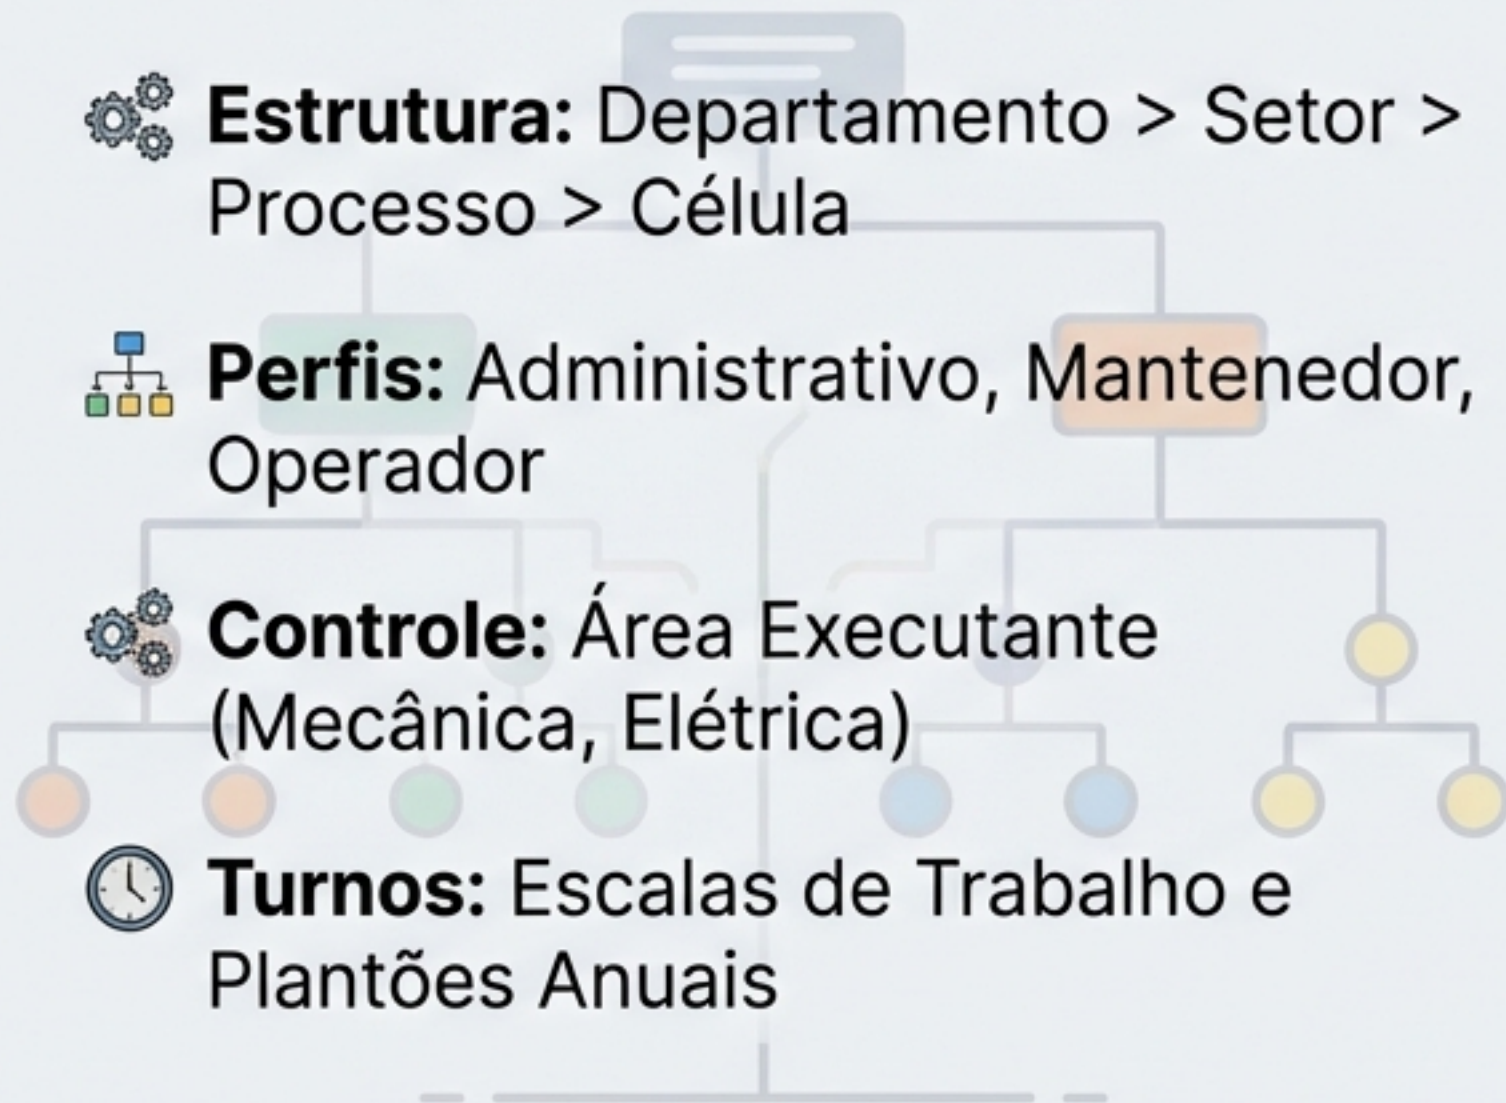 Estrutura: Departamento > Setor >
Processo > Célula
Perfis: Administrativo, Mantenedor,
Operador
Controle: Área Executante
(Mecânica, Elétrica)
Turnos: Escalas de Trabalho e
Plantões Anuais